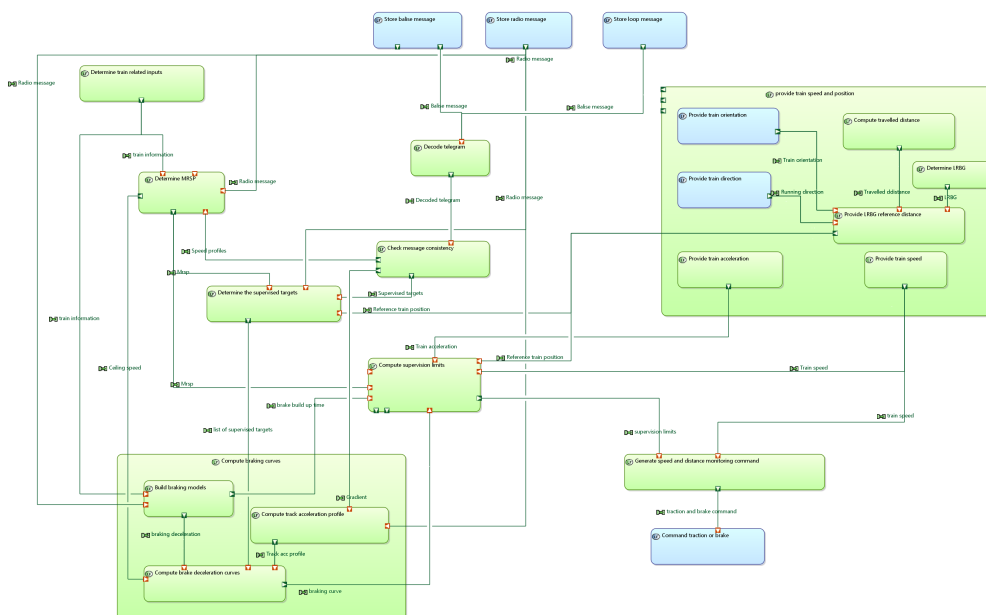 Store balise message
Store radio message
Store loop message
Radio message
Radio message
Determine train related inputs
provide train speed and position
Balise message
Balise message
Provide train orientation
Compute travelled distance
Decode telegram
train information
Train orientation
Determine LRBG
Determine MRSP
Radio message
Provide train direction
Running direction
Travelled ddistance
LRBG
Decoded telegram
Radio message
Provide LRBG reference distance
Speed profiles
Check message consistency
Provide train acceleration
Provide train speed
Mrsp
Determine the supervised targets
Supervised targets
Reference train position
train information
Train acceleration
Reference train position
Ceiling speed
Compute supervision limits
Train speed
Mrsp
brake build up time
train speed
list of supervised targets
supervision limits
Compute braking curves
Generate speed and distance monitoring command
Build braking models
Gradient
Compute track acceleration profile
traction and brake command
braking deceleration
Command traction or brake
Track acc profile
Compute brake deceleration curves
braking curve